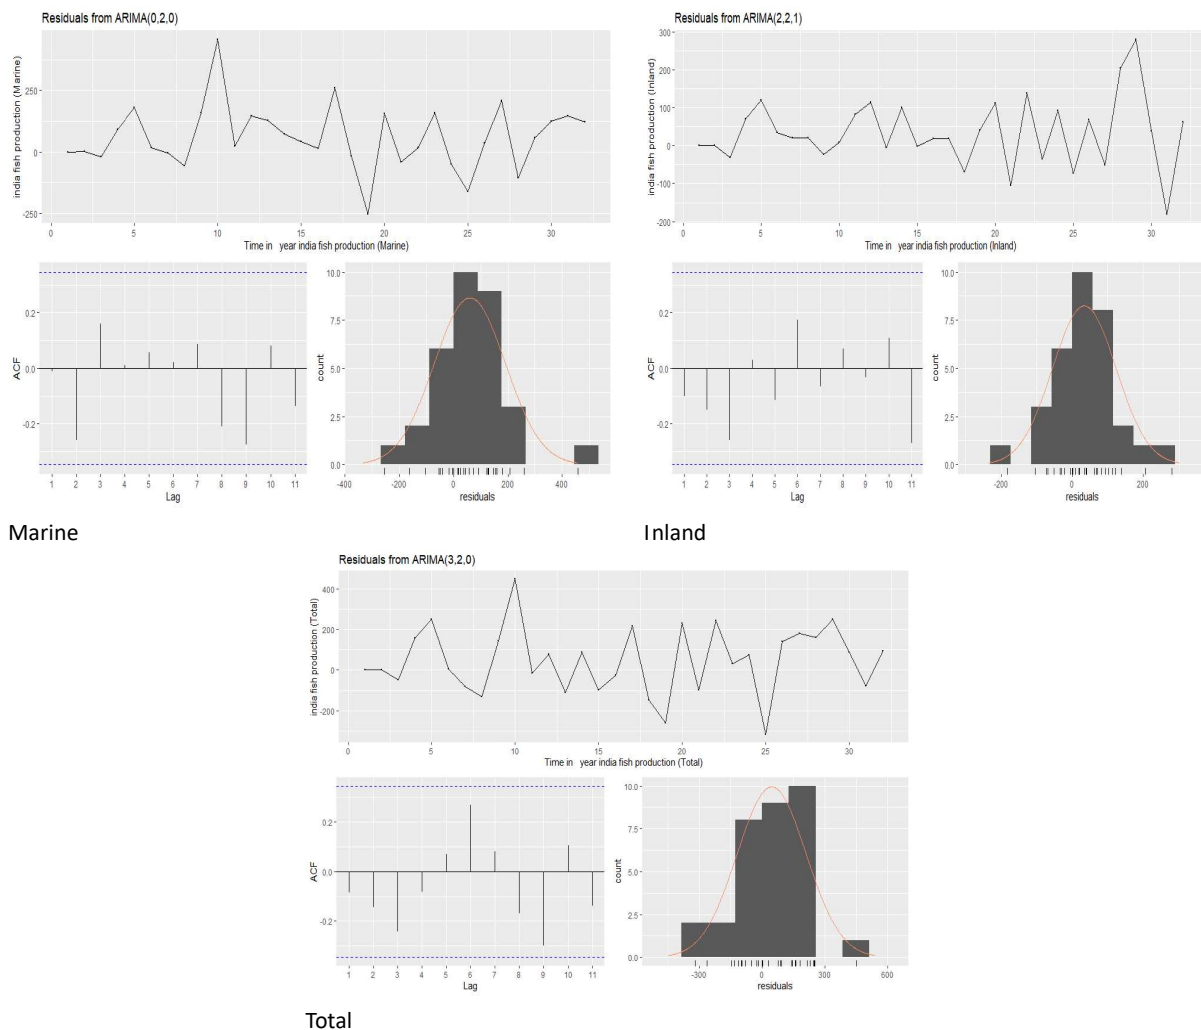 Residuals from ARIMA(0,2,0)
india fish production (Marine)
250
0
-250
0 5 10 15 20 25 30
Time in year india fish production (Marine)
ACF
0.2
0.0
-0.2
1 2 3 4 5 6 7 8 9 10 11
Lag
count
10.0
7.5
5.0
2.5
0.0
-400 -200 0 200 400
residuals
Marine
Residuals from ARIMA(2,2,1)
india fish production (Inland)
300
200
100
0
-100
-200
0 5 10 15 20 25 30
Time in year india fish production (Inland)
ACF
0.2
0.0
-0.2
1 2 3 4 5 6 7 8 9 10 11
Lag
count
10.0
7.5
5.0
2.5
0.0
-200 0 200
residuals
Inland
Residuals from ARIMA(3,2,0)
india fish production (Total)
400
200
0
-200
0 5 10 15 20 25 30
Time in year india fish production (Total)
ACF
0.2
0.0
-0.2
1 2 3 4 5 6 7 8 9 10 11
Lag
count
10.0
7.5
5.0
2.5
0.0
-300 0 300 600
residuals
Total